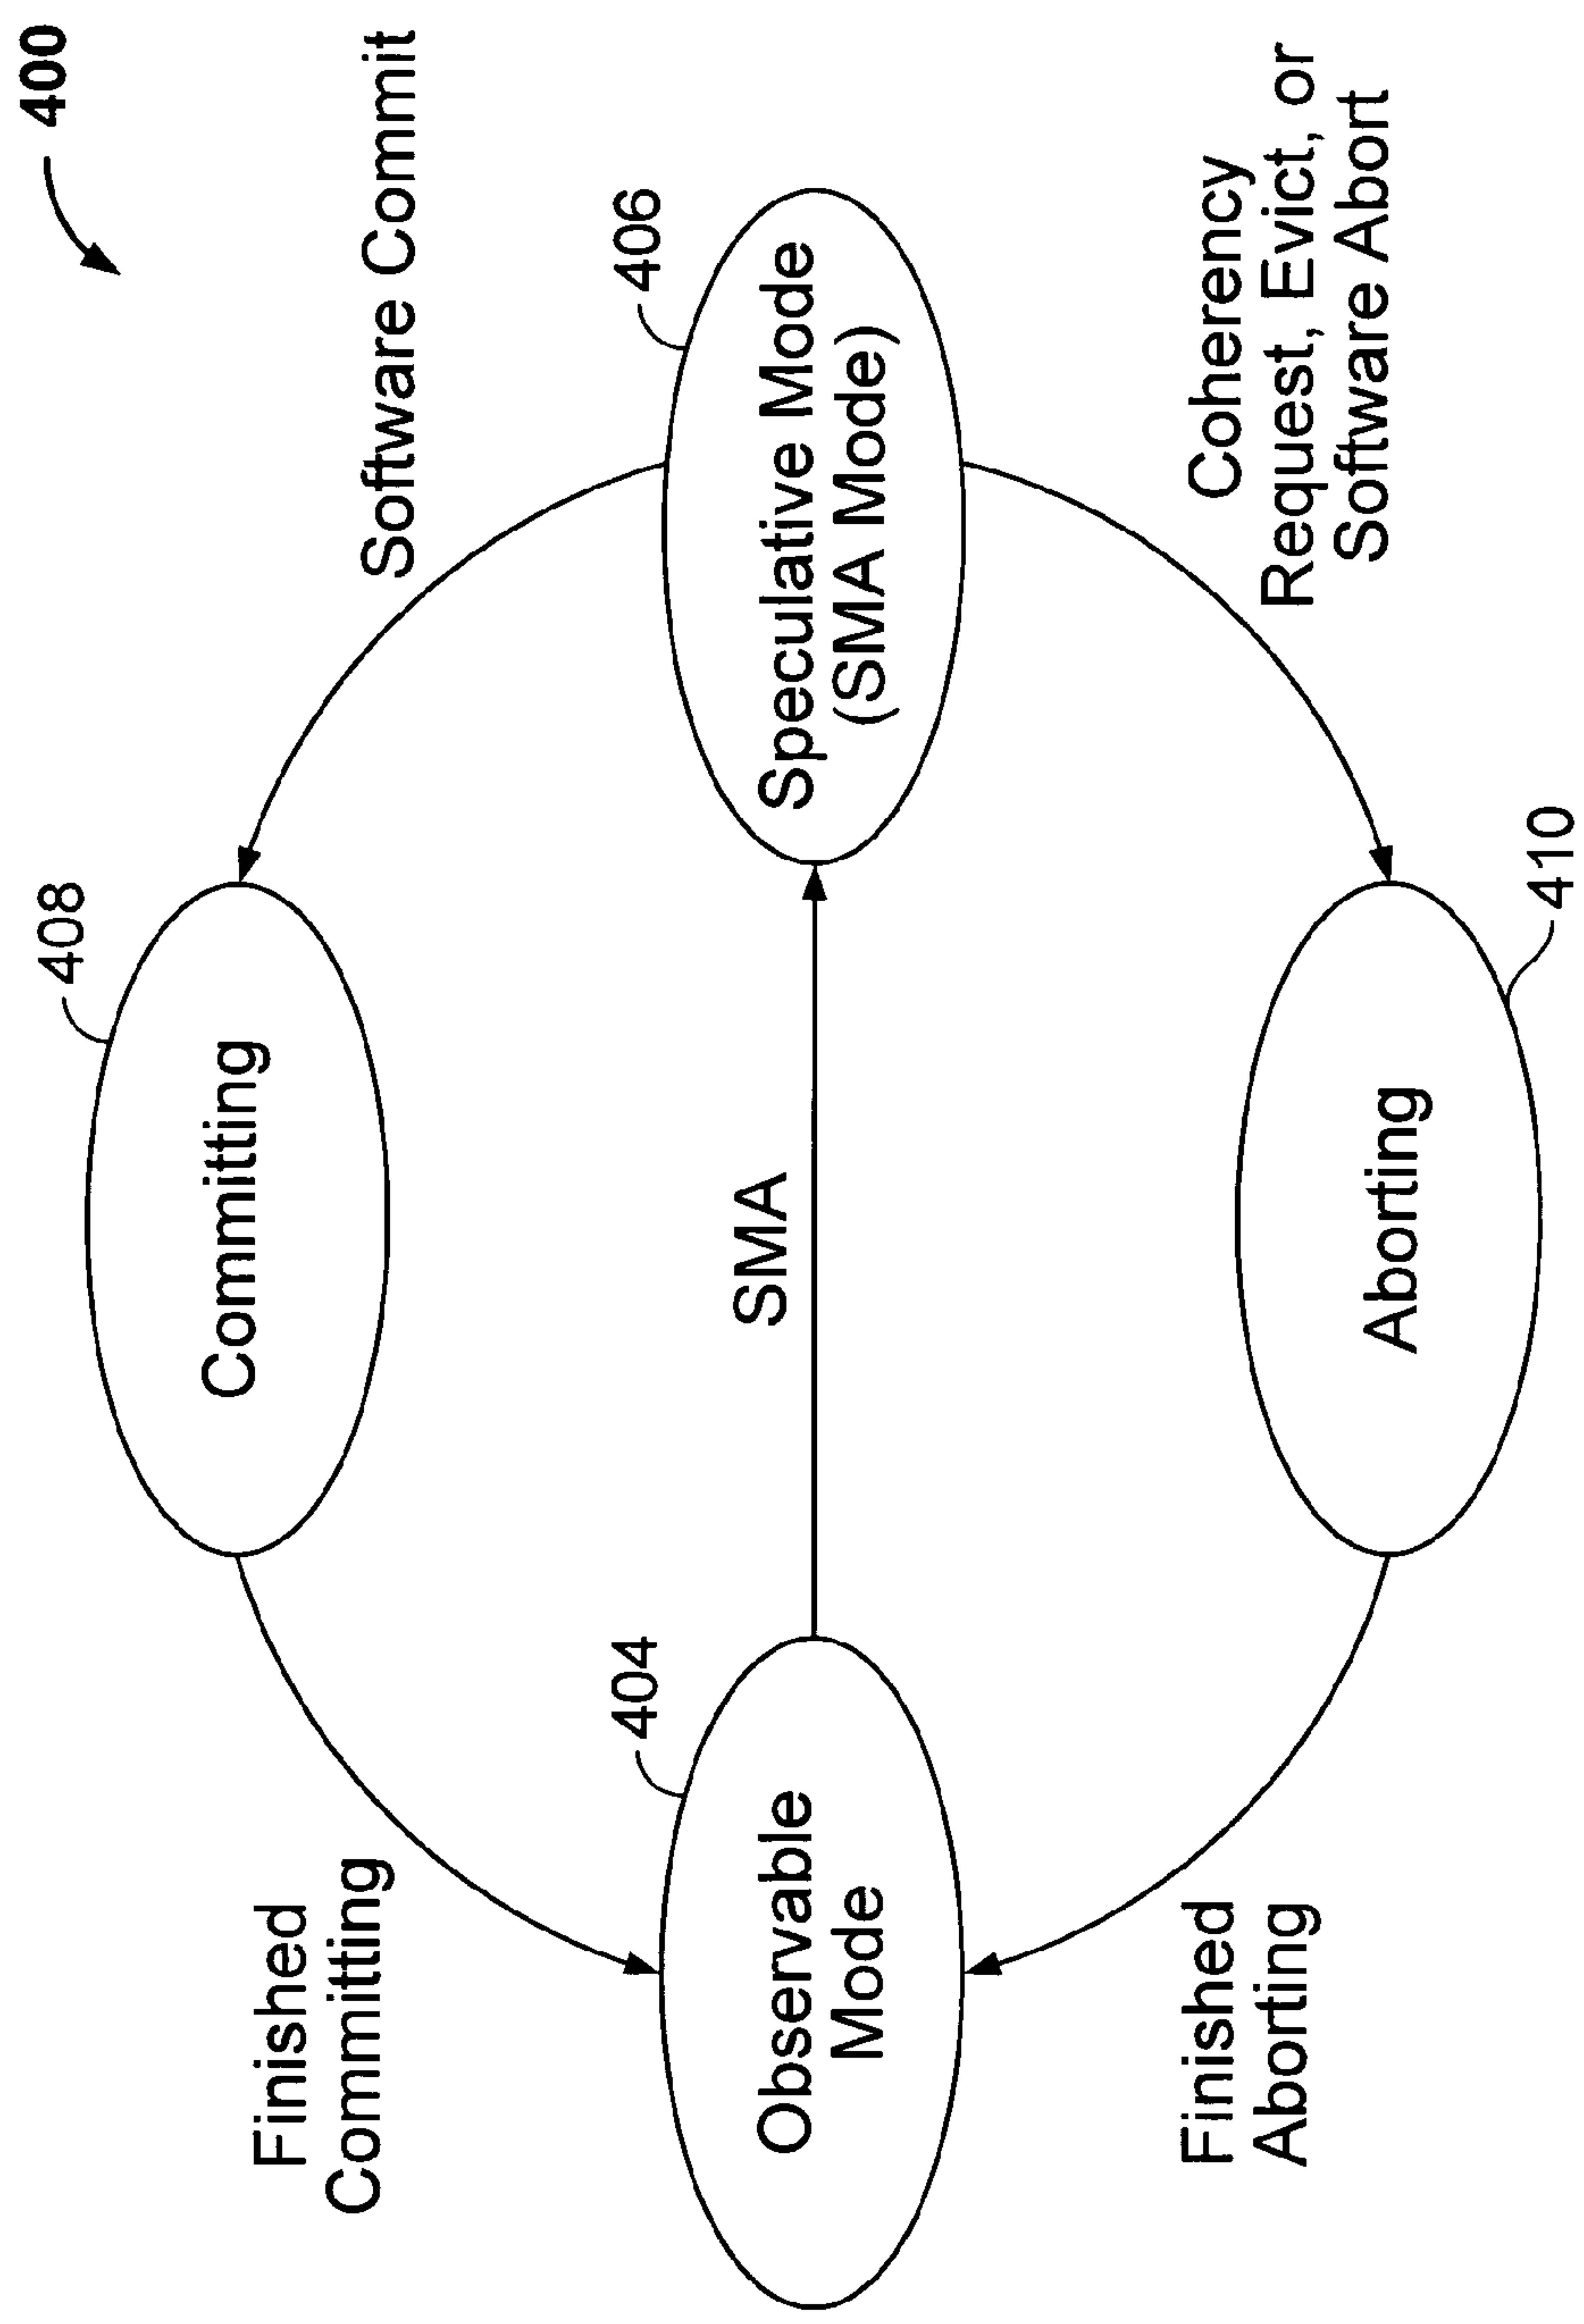 400
408
Committing
Finished
Committing
Software Commit
404
Observable
Mode
SMA
406
Speculative Mode
(SMA Mode)
Finished
Aborting
Aborting
410
Coherency
Request, Evict, or
Software Abort